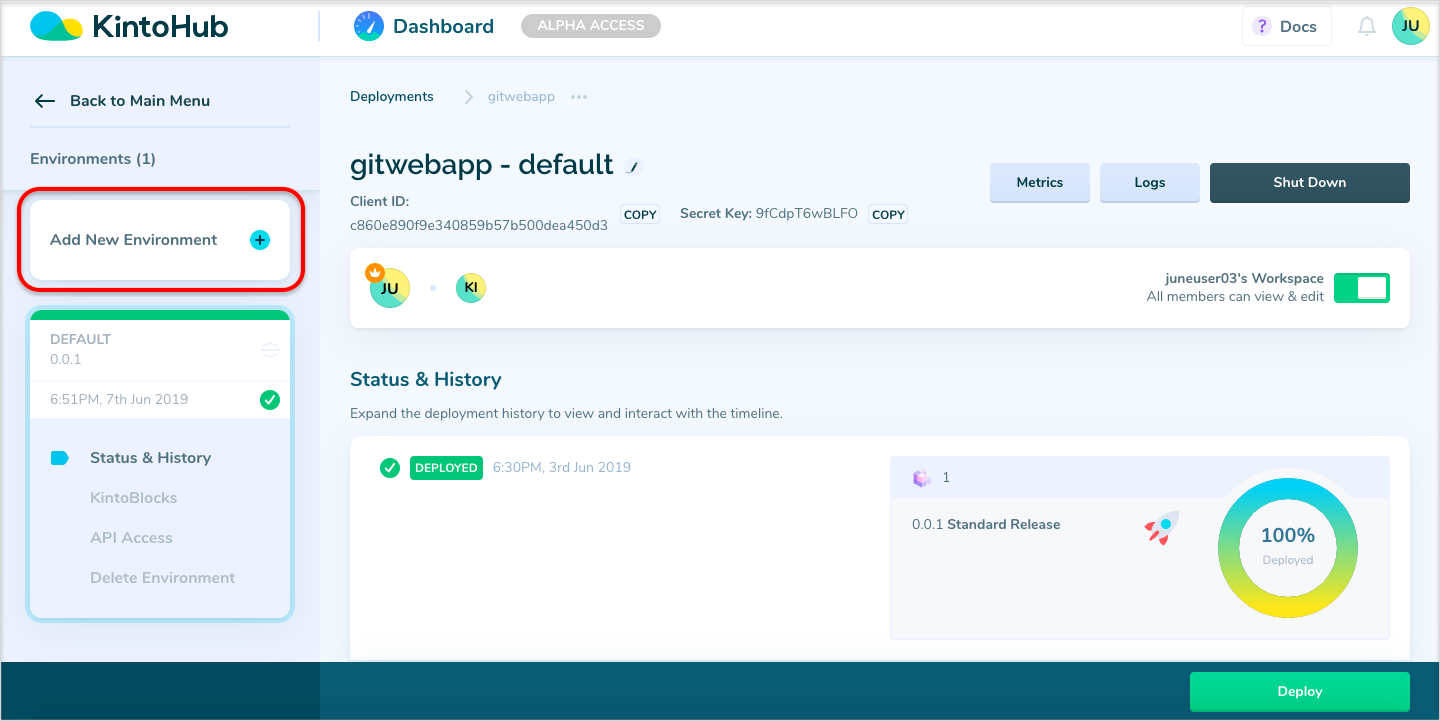 KintoHub
Dashboard
ALPHA ACCESS
? Docs
JU
Back to Main Menu
Environments (1)
Add New Environment
DEFAULT
0.0.1
6:51PM, 7th Jun 2019
Status & History
KintoBlocks
API Access
Delete Environment
Deployments
gitwebapp
gitwebapp - default
Client ID:
c860e890f9e340859b57b500dea450d3
COPY
Secret Key: 9fCdpT6wBLFO
COPY
Metrics
Logs
Shut Down
JU
KI
juneuser03's Workspace
All members can view & edit
Status & History
Expand the deployment history to view and interact with the timeline.
DEPLOYED
6:30PM, 3rd Jun 2019
1
0.0.1 Standard Release
100%
Deployed
Deploy